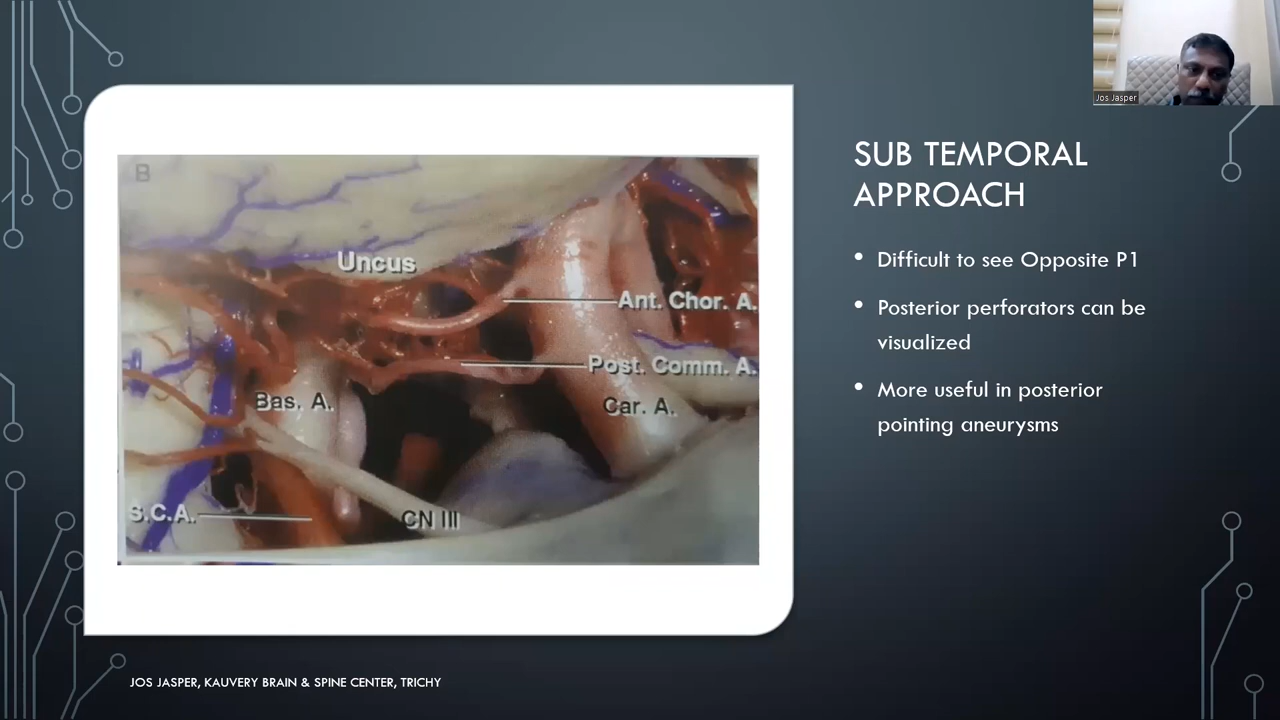 Jos Jasper
SUB TEMPORAL
APPROACH
• Difficult to see Opposite P1
• Posterior perforators can be
visualized
• More useful in posterior
pointing aneurysms
B
Uncus
Ant. Chor. A.
Post. Comm. A.
Bas. A.
Car. A.
S.C.A.
CN III
JOS JASPER, KAUVERY BRAIN & SPINE CENTER, TRICHY